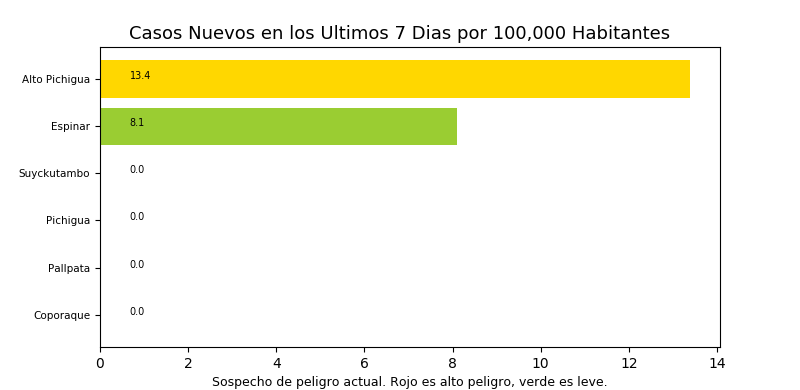 Casos Nuevos en los Ultimos 7 Dias por 100,000 Habitantes
Alto Pichigua 13.4
Espinar 8.1
Suyckutambo 0.0
Pichigua 0.0
Pallpata 0.0
Coporaque 0.0
0 2 4 6 8 10 12 14
Sospecho de peligro actual. Rojo es alto peligro, verde es leve.